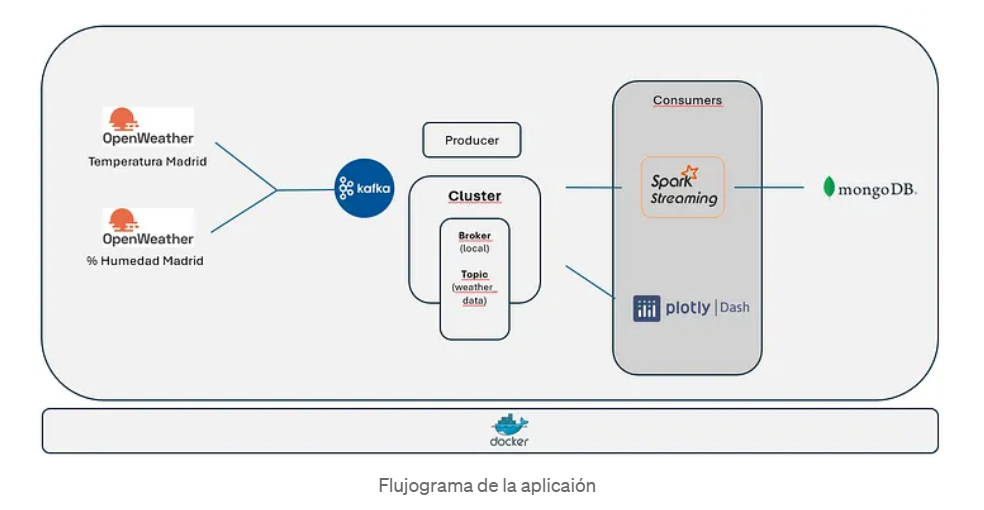 OpenWeather
Temperatura Madrid
OpenWeather
% Humedad Madrid
kafka
Producer
Cluster
Broker
(local)
Topic
(weather_
data)
Consumers
Spark
Streaming
plotly | Dash
mongoDB.
docker
Flujograma de la aplicaión